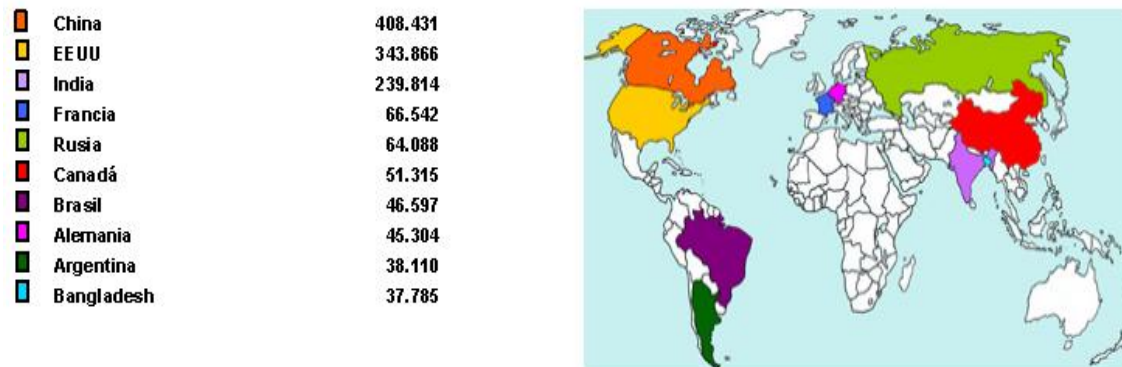 China 408.431
EEUU 343.866
India 239.814
Francia 66.542
Rusia 64.088
Canadá 51.315
Brasil 46.597
Alemania 45.304
Argentina 38.110
Bangladesh 37.785